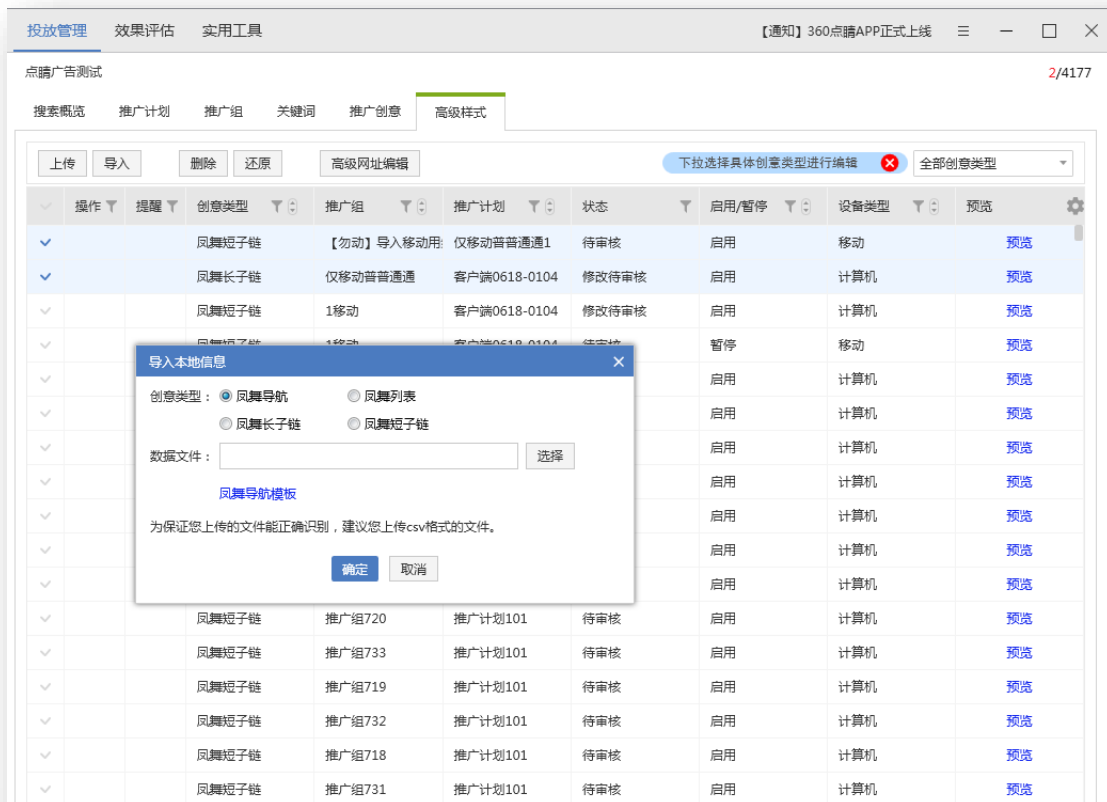 投放管理 效果评估 实用工具 【通知】360点睛APP正式上线
点睛广告测试 2/4177
搜索概览 推广计划 推广组 关键词 推广创意 高级样式
上传 导入 删除 还原 高级网址编辑 下拉选择具体创意类型进行编辑 全部创意类型
操作 提醒 创意类型 推广组 推广计划 状态 启用/暂停 设备类型 预览
凤舞短子链 【勿动】导入移动用 仅移动普普通通1 待审核 启用 移动 预览
凤舞长子链 仅移动普普通通 客户端0618-0104 修改待审核 启用 计算机 预览
凤舞短子链 1移动 客户端0618-0104 修改待审核 启用 计算机 预览
凤舞短子链 1移动 客户端0618-0104 待审核 暂停 移动 预览
导入本地信息
启用 计算机 预览
创意类型： 凤舞导航 凤舞列表
启用 计算机 预览
凤舞长子链 凤舞短子链
启用 计算机 预览
数据文件： 选择
启用 计算机 预览
凤舞导航模板
启用 计算机 预览
为保证您上传的文件能正确识别，建议您上传csv格式的文件。
启用 计算机 预览
确定 取消
启用 计算机 预览
凤舞短子链 推广组720 推广计划101 待审核 启用 计算机 预览
凤舞短子链 推广组733 推广计划101 待审核 启用 计算机 预览
凤舞短子链 推广组719 推广计划101 待审核 启用 计算机 预览
凤舞短子链 推广组732 推广计划101 待审核 启用 计算机 预览
凤舞短子链 推广组718 推广计划101 待审核 启用 计算机 预览
凤舞短子链 推广组731 推广计划101 待审核 启用 计算机 预览